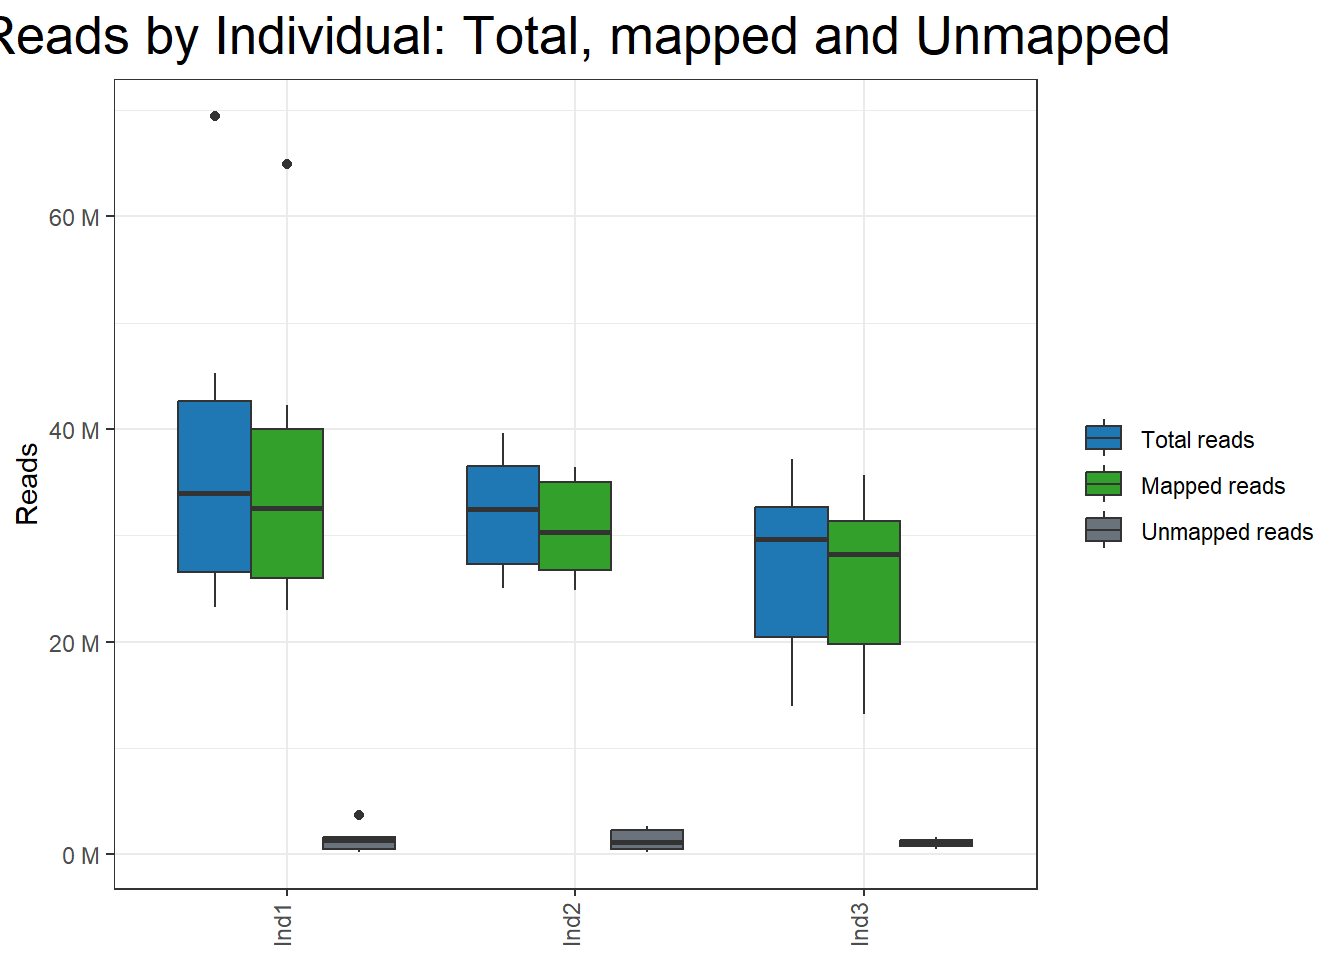 Reads by Individual: Total, mapped and Unmapped
60 M
40 M
20 M
0 M
Reads
Ind1
Ind2
Ind3
Total reads
Mapped reads
Unmapped reads